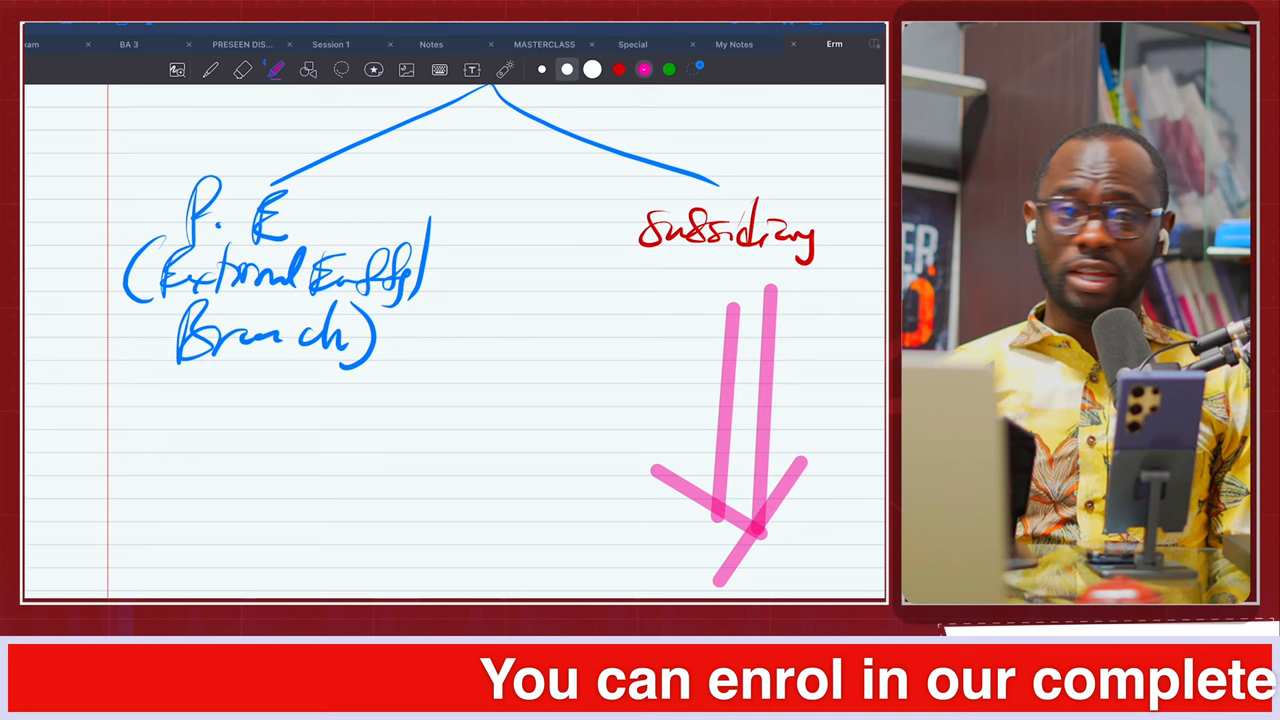 BA 3
PRESEEN DIS...
Session 1
Notes
MASTERCLASS
Special
My Notes
Erm
P. E
Subsidiary
(External
Branch)
You can enrol in our complete